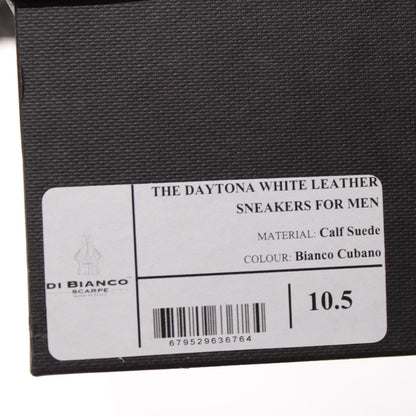 THE DAYTONA WHITE LEATHER
SNEAKERS FOR MEN
MATERIAL: Calf Suede
COLOUR: Bianco Cubano
DI BIANCO
SCARPE
10.5
679529636764